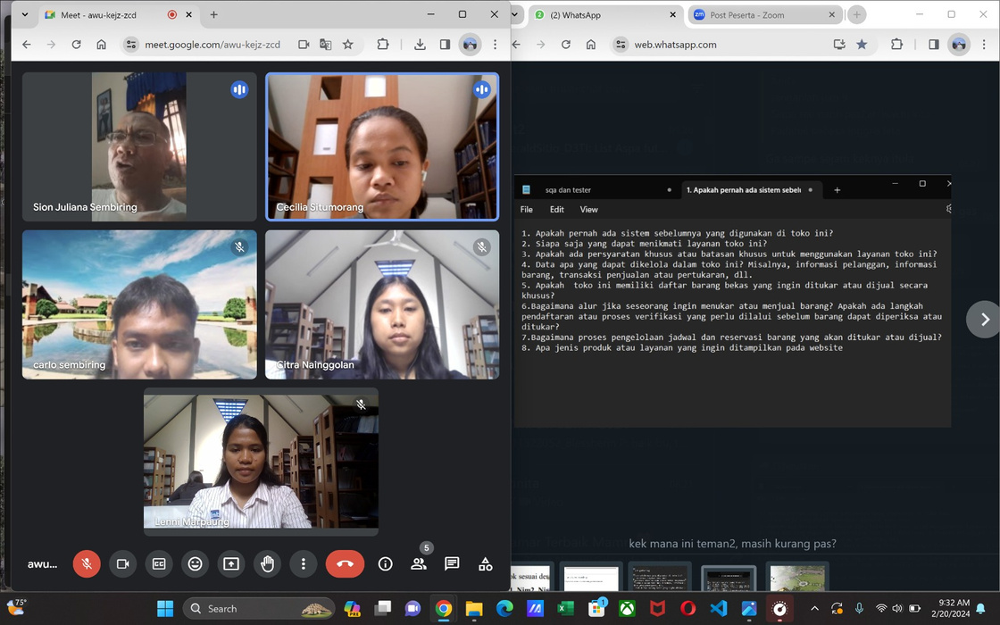 Meet - awu-kejz-zcd
(2) WhatsApp
Post Peserta - Zoom
meet.google.com/awu-kejz-zcd
web.whatsapp.com
Sion Juliana Sembiring
Cecilia Situmorang
carlo sembiring
Citra Nainggolan
Lenni Marpaung
awu...
5
sqa dan tester
1. Apakah pernah ada sistem sebelu
File
Edit
View
1. Apakah pernah ada sistem sebelumnya yang digunakan di toko ini?
2. Siapa saja yang dapat menikmati layanan toko ini?
3. Apakah ada persyaratan khusus atau batasan khusus untuk menggunakan layanan toko ini?
4. Data apa yang dapat dikelola dalam toko ini? Misalnya, informasi pelanggan, informasi
barang, transaksi penjualan atau pertukaran, dll.
5. Apakah  toko ini memiliki daftar barang bekas yang ingin ditukar atau dijual secara
khusus?
6.Bagaimana alur jika seseorang ingin menukar atau menjual barang? Apakah ada langkah
pendaftaran atau proses verifikasi yang perlu dilalui sebelum barang dapat diperiksa atau
ditukar?
7.Bagaimana proses pengelolaan jadwal dan reservasi barang yang akan ditukar atau dijual?
8. Apa jenis produk atau layanan yang ingin ditampilkan pada website
kek mana ini teman2, masih kurang pas?
75°
Search
9:32 AM
2/20/2024